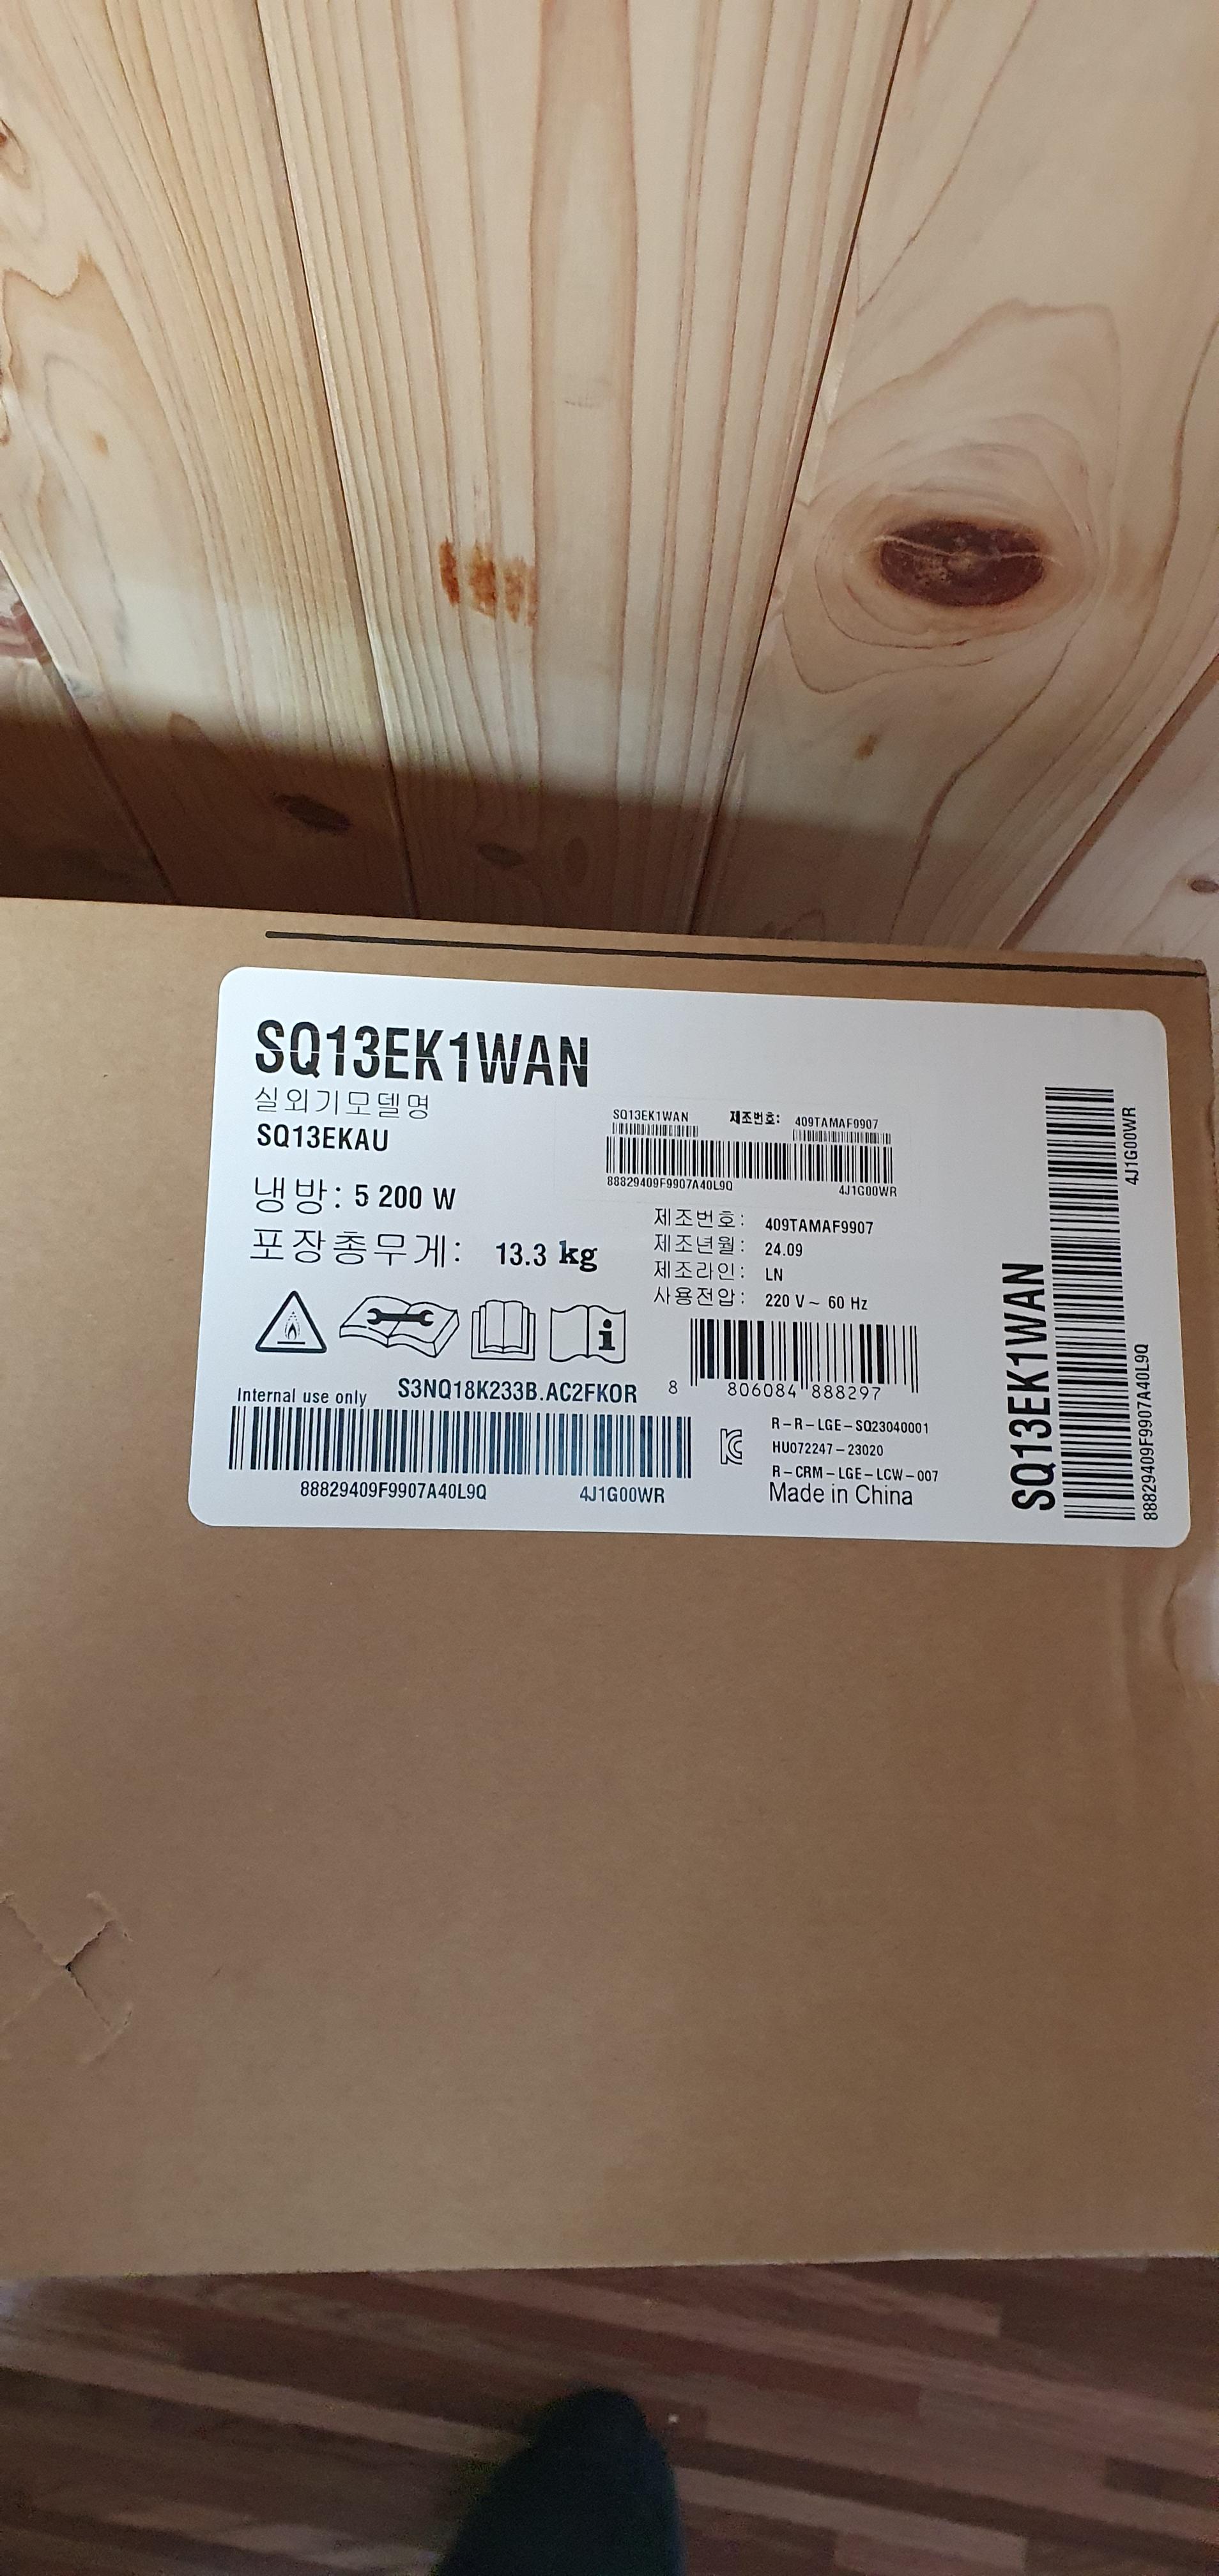 SQ13EK1WAN
실외기모델명
SQ13EKAU
냉방: 5 200 W
포장총무게: 13.3 kg
SQ13EK1WAN 제조번호: 409TAMAF9907
88829409F9907A40L9Q 4J1G00WR
제조번호: 409TAMAF9907
제조년월: 24.09
제조라인: LN
사용전압: 220 V ~ 60 Hz
8 806084 888297
Internal use only S3NQ18K233B.AC2FKOR
88829409F9907A40L9Q 4J1G00WR
R-R-LGE-SQ23040001
HU072247-23020
R-CRM-LGE-LCW-007
Made in China
SQ13EK1WAN
88829409F9907A40L9Q 4J1G00WR